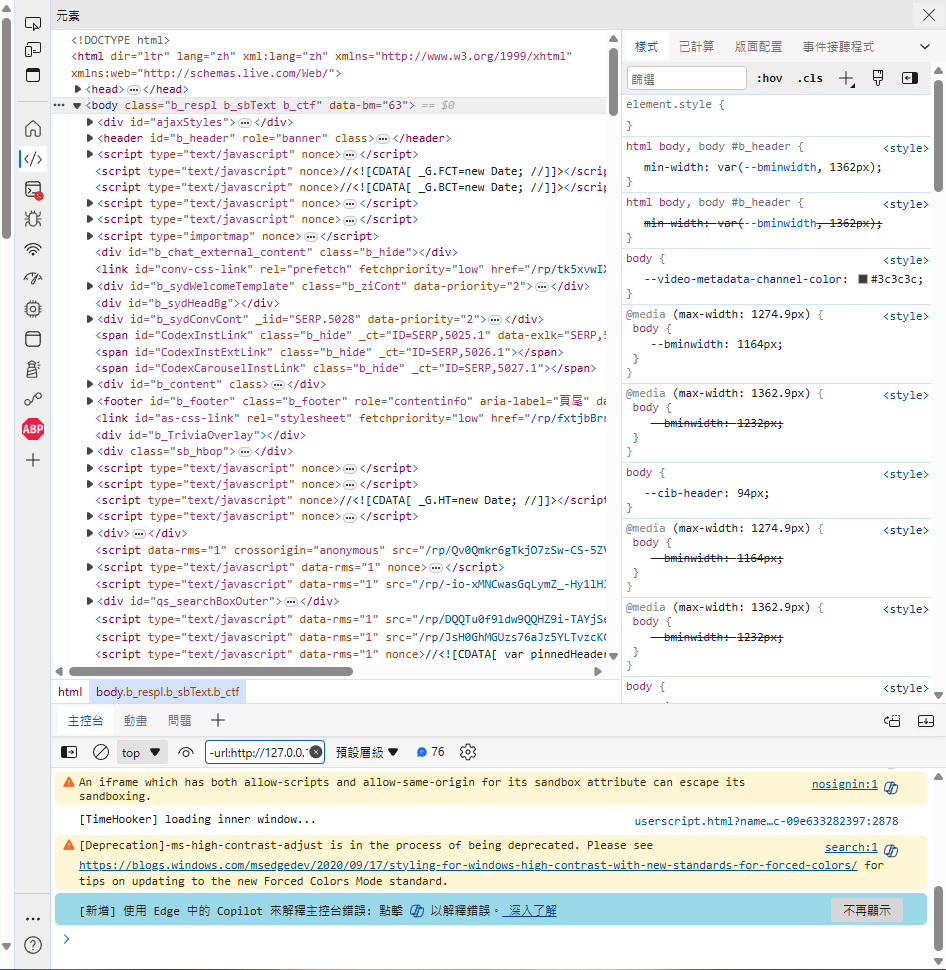 元素
<!DOCTYPE html>
<html dir="ltr" lang="zh" xml:lang="zh" xmlns="http://www.w3.org/1999/xhtml"
xmlns:web="http://schemas.live.com/Web/">
<head>…</head>
<body class="b_respl b_sbText b_ctf" data-bm="63"> == $0
<div id="ajaxStyles">…</div>
<header id="b_header" role="banner" class>…</header>
<script type="text/javascript" nonce>…</script>
<script type="text/javascript" nonce>//<![CDATA[ _G.FCT=new Date; //]]></scrip
<script type="text/javascript" nonce>//<![CDATA[ _G.BCT=new Date; //]]></scrip
<script type="text/javascript" nonce>…</script>
<script type="text/javascript" nonce>…</script>
<script type="importmap" nonce>…</script>
<div id="b_chat_external_content" class="b_hide"></div>
<link id="conv-css-link" rel="prefetch" fetchpriority="low" href="/rp/tk5xvwI
<div id="b_sydWelcomeTemplate" class="b_ziCont" data-priority="2">…</div>
<div id="b_sydHeadBg"></div>
<div id="b_sydConvCont" _iid="SERP.5028" data-priority="2">…</div>
<span id="CodexInstLink" class="b_hide" _ct="ID=SERP,5025.1" data-exlk="SERP,5
<span id="CodexInstExtLink" class="b_hide" _ct="ID=SERP,5026.1"></span>
<span id="CodexCarouselInstLink" class="b_hide" _ct="ID=SERP,5027.1"></span>
<div id="b_content" class>…</div>
<footer id="b_footer" class="b_footer" role="contentinfo" aria-label="頁尾" da
<link id="as-css-link" rel="stylesheet" fetchpriority="low" href="/rp/fxtjbBr
<div id="b_TriviaOverlay"></div>
<div class="sb_hbop">…</div>
<script type="text/javascript" nonce>…</script>
<script type="text/javascript" nonce>…</script>
<script type="text/javascript" nonce>//<![CDATA[ _G.HT=new Date; //]]></script
<script type="text/javascript" nonce>…</script>
<div>…</div>
<script data-rms="1" crossorigin="anonymous" src="/rp/Qv0Qmkr6gTkjO7zSw-CS-5Z
<script type="text/javascript" data-rms="1" nonce>…</script>
<script type="text/javascript" data-rms="1" src="/rp/-io-xMNCwasGqLymZ_-Hy1lH
<div id="qs_searchBoxOuter">…</div>
<script type="text/javascript" data-rms="1" src="/rp/DQQTu0f9ldw9QQHZ9i-TAYjS
<script type="text/javascript" data-rms="1" src="/rp/JsH0GhMGUzs76aJz5YLTvzcK
<script type="text/javascript" data-rms="1" nonce>//<![CDATA[ var pinnedHeader
html body.b_respl.b_sbText.b_ctf
樣式 已計算 版面配置 事件接聽程式
篩選 :hov .cls
element.style {
}
html body, body #b_header { <style>
min-width: var(--bminwidth, 1362px);
}
html body, body #b_header { <style>
min-width: var(--bminwidth, 1362px);
}
body { <style>
--video-metadata-channel-color: #3c3c3c;
}
@media (max-width: 1274.9px) { <style>
body {
--bminwidth: 1164px;
}
}
@media (max-width: 1362.9px) { <style>
body {
--bminwidth: 1232px;
}
}
body { <style>
--cib-header: 94px;
}
@media (max-width: 1274.9px) { <style>
body {
--bminwidth: 1164px;
}
}
@media (max-width: 1362.9px) { <style>
body {
--bminwidth: 1232px;
}
}
body { <style>
ABP
主控台 動畫 問題
top -url:http://127.0.0. 預設層級 76
An iframe which has both allow-scripts and allow-same-origin for its sandbox attribute can escape its nosignin:1
sandboxing.
[TimeHooker] loading inner window... userscript.html?name…c-09e633282397:2878
[Deprecation]-ms-high-contrast-adjust is in the process of being deprecated. Please see search:1
https://blogs.windows.com/msedgedev/2020/09/17/styling-for-windows-high-contrast-with-new-standards-for-forced-colors/ for
tips on updating to the new Forced Colors Mode standard.
[新增] 使用 Edge 中的 Copilot 來解釋主控台錯誤: 點擊 以解釋錯誤。 深入了解 不再顯示